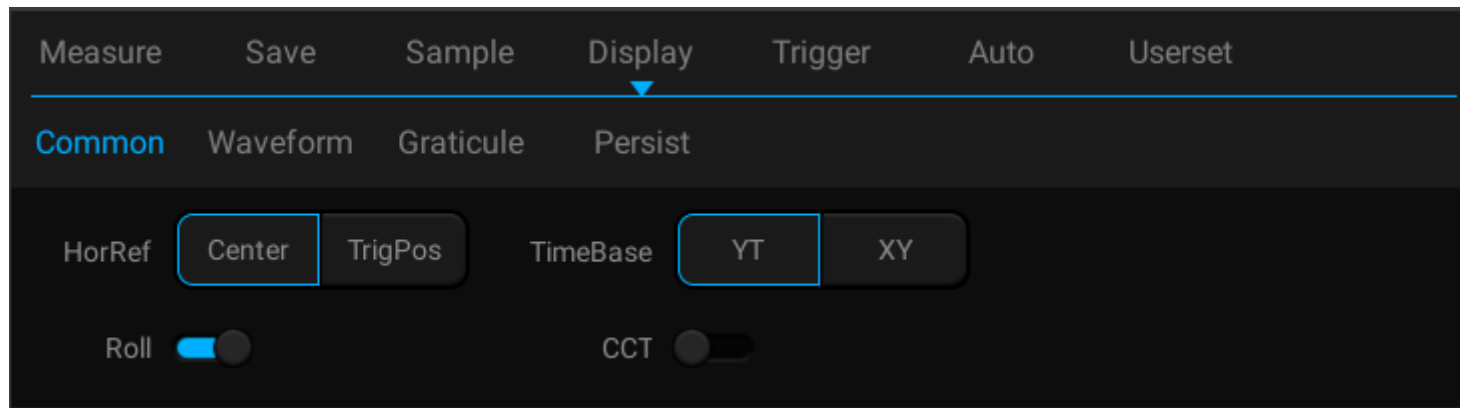 Measure Save Sample Display Trigger Auto Userset
Common Waveform Graticule Persist
HorRef Center TrigPos TimeBase YT XY
Roll CCT